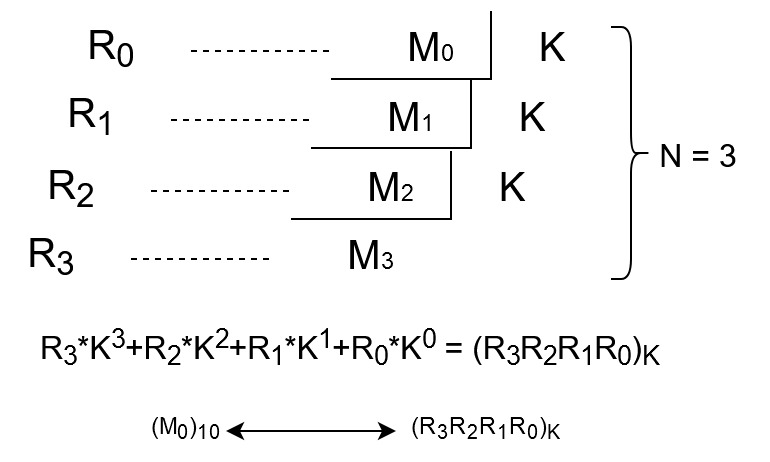 R₀ ---------------- M₀ K
R₁ ---------------- M₁ K
R₂ ---------------- M₂ K
R₃ ---------------- M₃
N = 3
R₃*K³+R₂*K²+R₁*K¹+R₀*K⁰ = (R₃R₂R₁R₀)ₖ
(M₀)₁₀ ⟷ (R₃R₂R₁R₀)ₖ